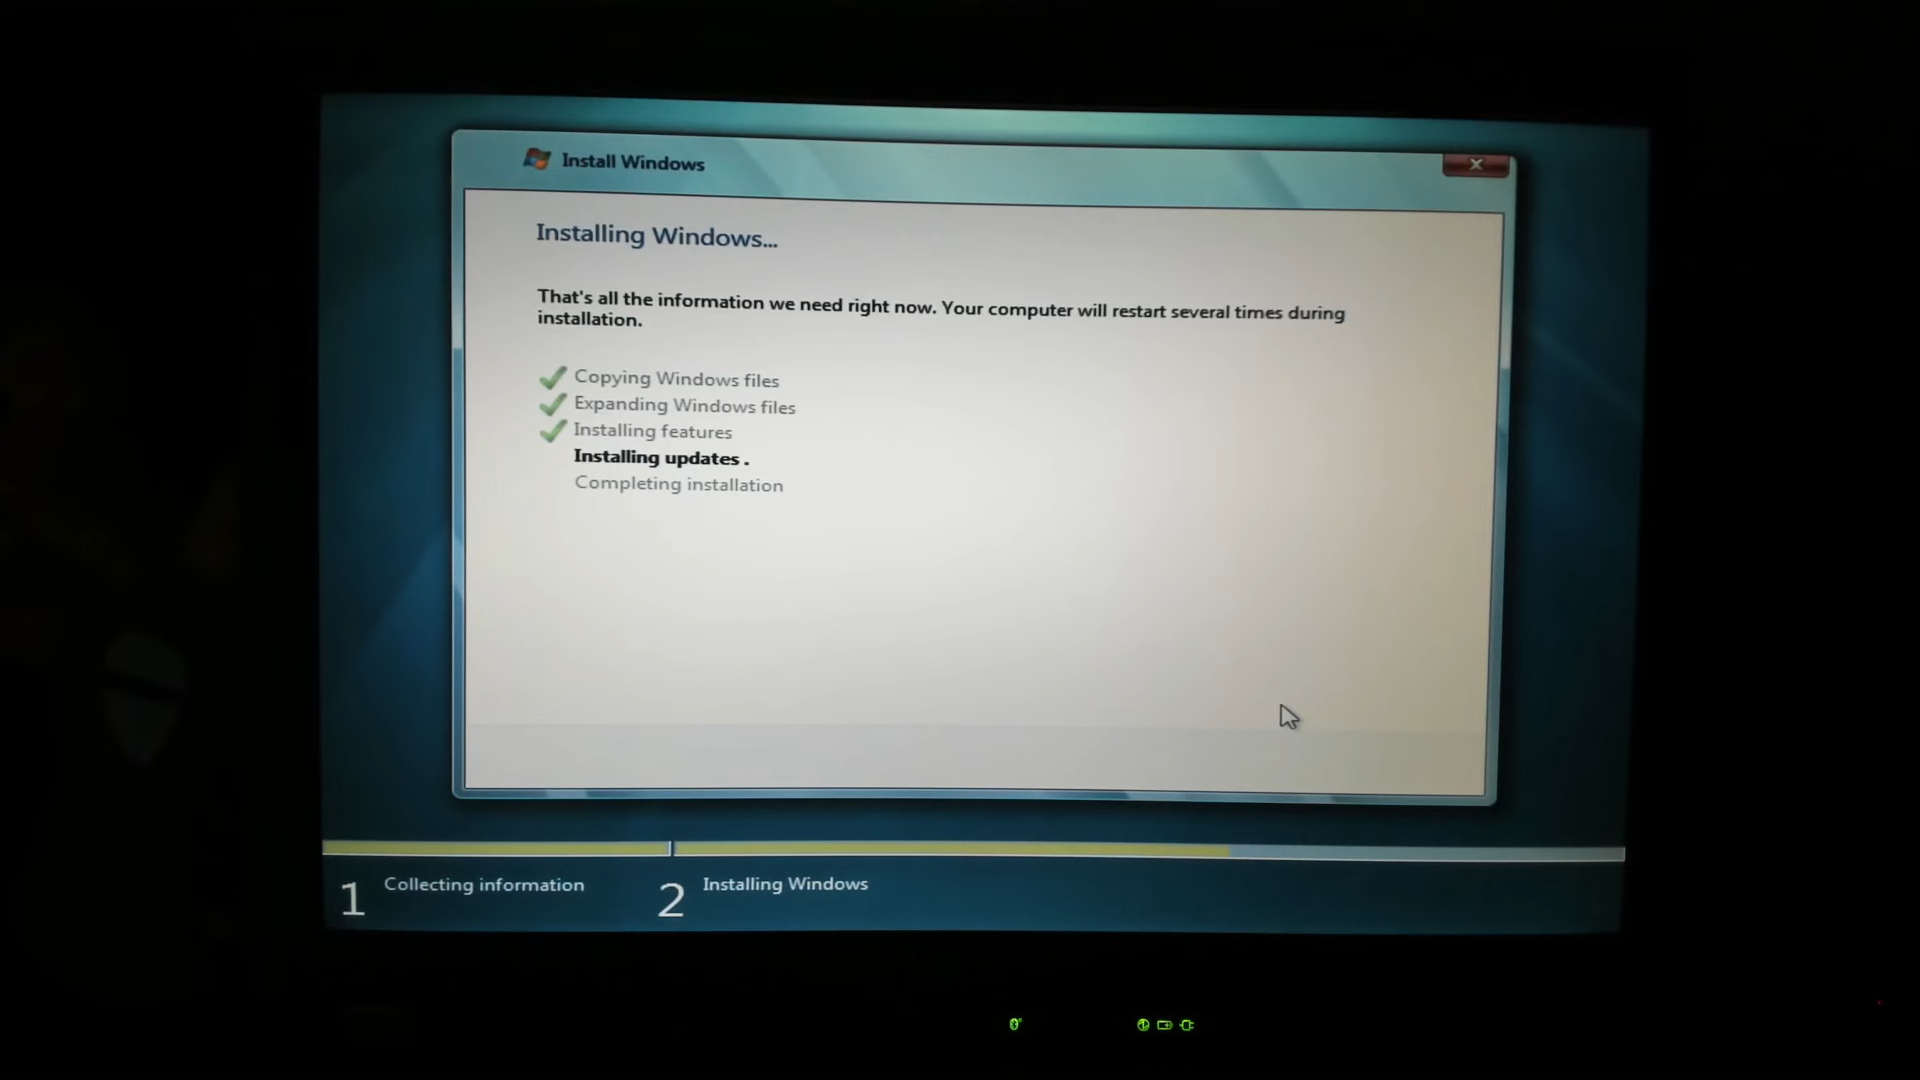 Install Windows
Installing Windows...
That's all the information we need right now. Your computer will restart several times during
installation.
Copying Windows files
Expanding Windows files
Installing features
Installing updates .
Completing installation
1 Collecting information 2 Installing Windows